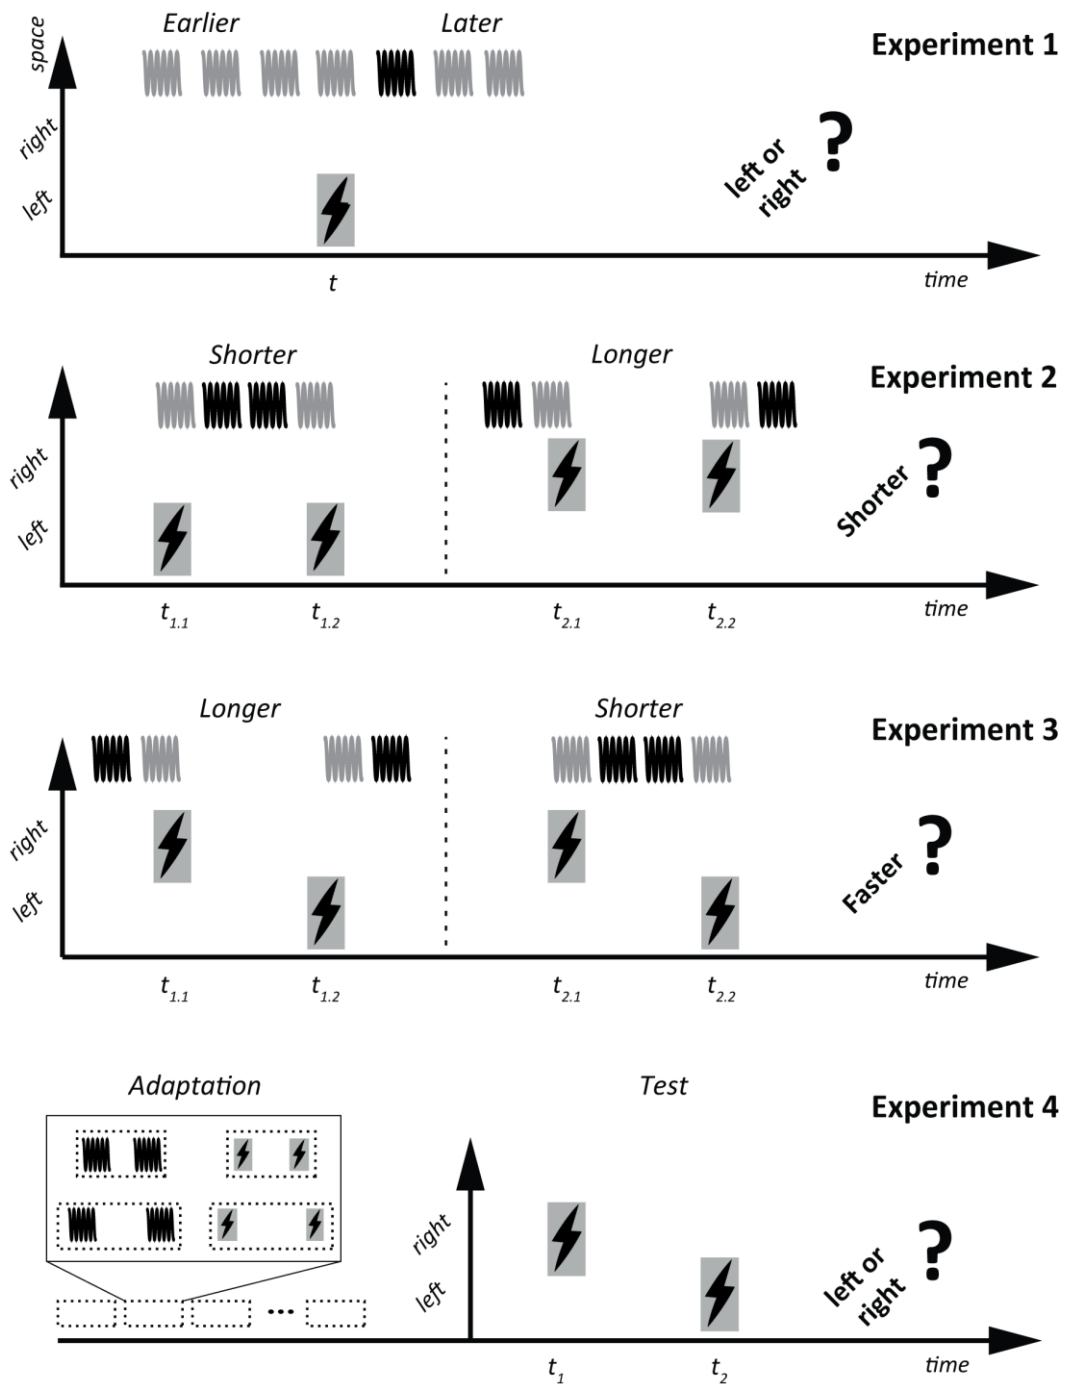 Earlier
Later
Experiment 1
space
right
left
left or
right
?
t
time
Shorter
Longer
Experiment 2
right
left
Shorter
?
t1.1
t1.2
t2.1
t2.2
time
Longer
Shorter
Experiment 3
right
left
Faster
?
t1.1
t1.2
t2.1
t2.2
time
Adaptation
Test
Experiment 4
right
left
left or
right
?
...
t1
t2
time